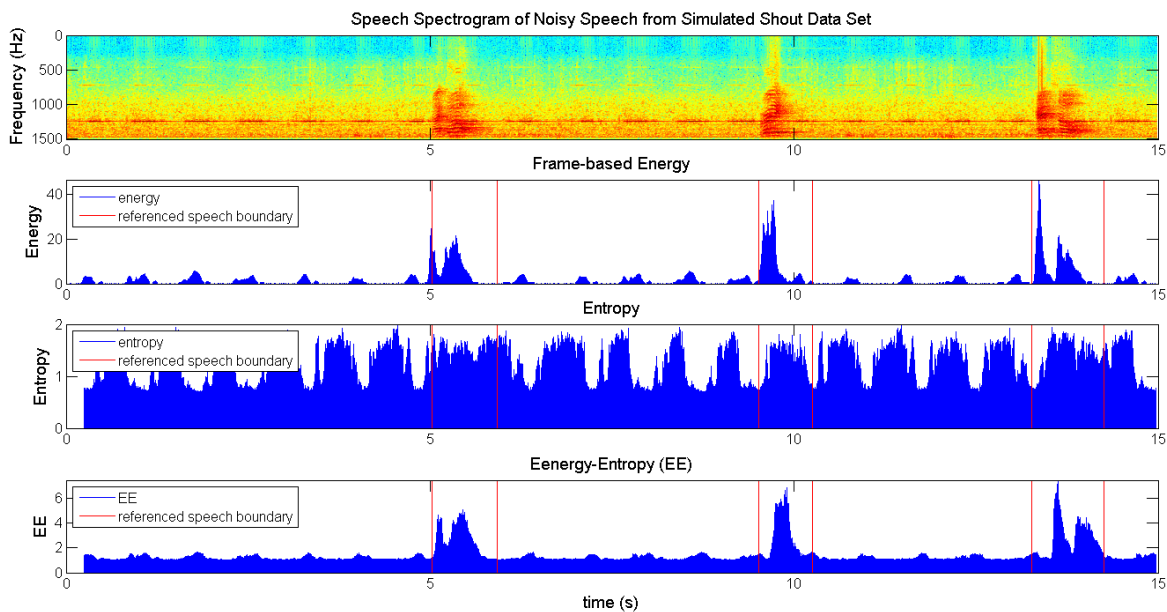 Speech Spectrogram of Noisy Speech from Simulated Shout Data Set
Frequency (Hz)
0
500
1000
1500
0 5 10 15
Frame-based Energy
Energy
40
20
0
energy
referenced speech boundary
0 5 10 15
Entropy
Entropy
2
1
0
entropy
referenced speech boundary
0 5 10 15
Eenergy-Entropy (EE)
EE
6
4
2
0
EE
referenced speech boundary
0 5 10 15
time (s)